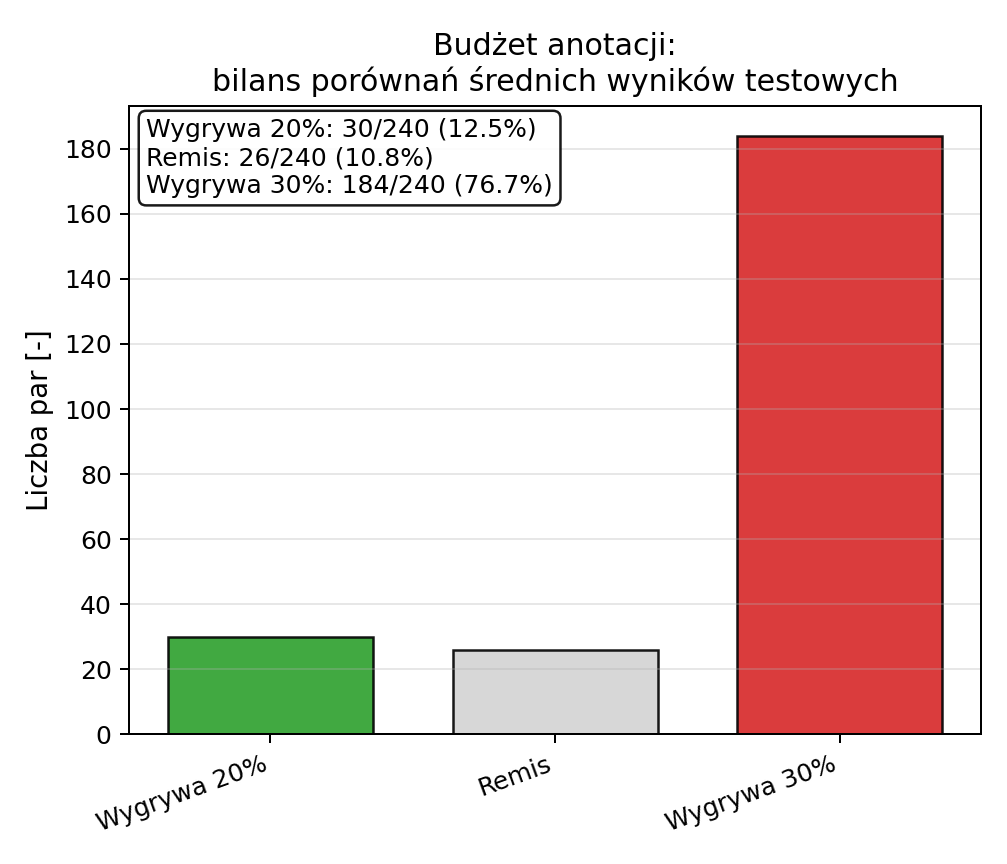 Budżet anotacji:
bilans porównań średnich wyników testowych
Wygrywa 20%: 30/240 (12.5%)
Remis: 26/240 (10.8%)
Wygrywa 30%: 184/240 (76.7%)
Liczba par [-]
180
160
140
120
100
80
60
40
20
0
Wygrywa 20%
Remis
Wygrywa 30%